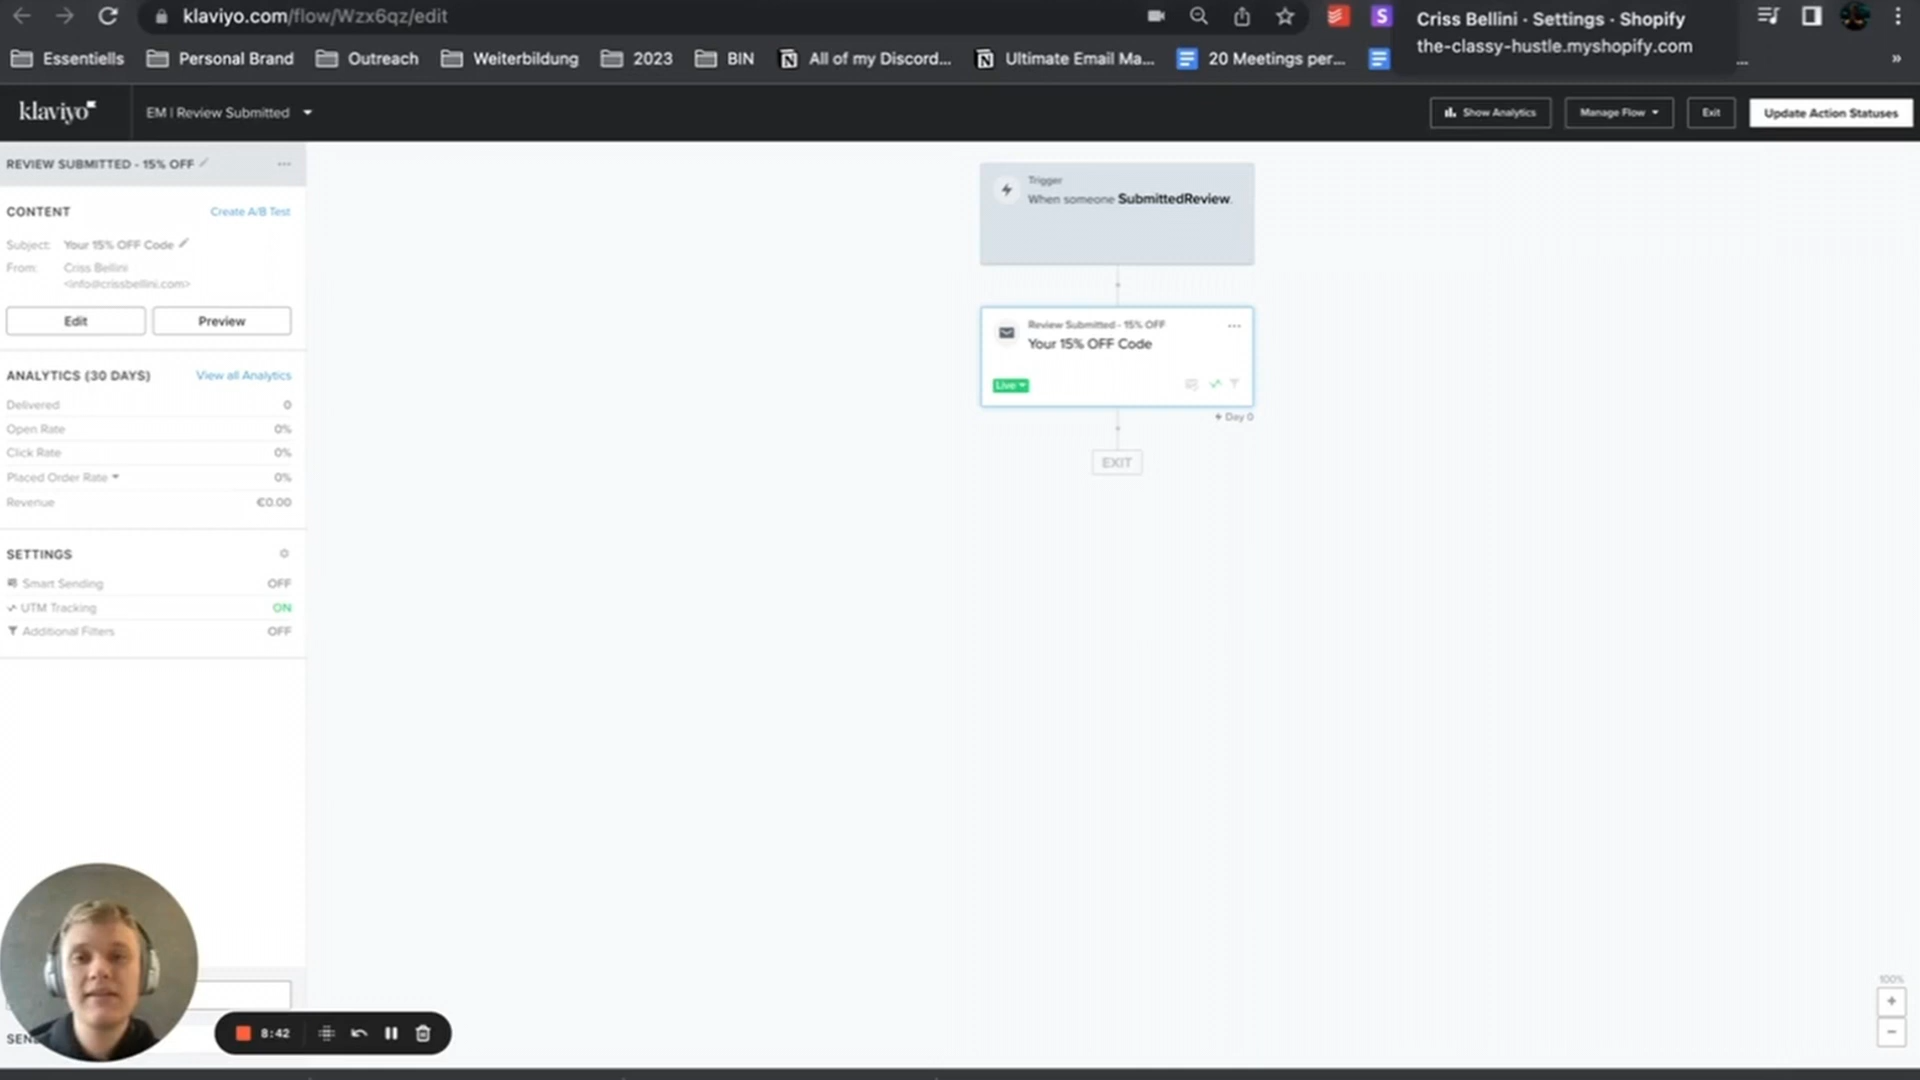 klaviyo.com/flow/Wzx6qz/edit
Criss Bellini · Settings · Shopify
the-classy-hustle.myshopify.com
Essentiells
Personal Brand
Outreach
Weiterbildung
2023
BIN
All of my Discord...
Ultimate Email Ma...
20 Meetings per...
...
»
klaviyo
EM | Review Submitted
Show Analytics
Manage Flow
Exit
Update Action Statuses
REVIEW SUBMITTED - 15% OFF
...
CONTENT
Create A/B Test
Subject: Your 15% OFF Code
From: Criss Bellini
<info@crissbellini.com>
Edit
Preview
ANALYTICS (30 DAYS)
View all Analytics
Delivered 0
Open Rate 0%
Click Rate 0%
Placed Order Rate 0%
Revenue €0.00
SETTINGS
Smart Sending OFF
UTM Tracking ON
Additional Filters OFF
Trigger
When someone SubmittedReview.
Review Submitted - 15% OFF
...
Your 15% OFF Code
Live
Day 0
EXIT
8:42
100%
+
−